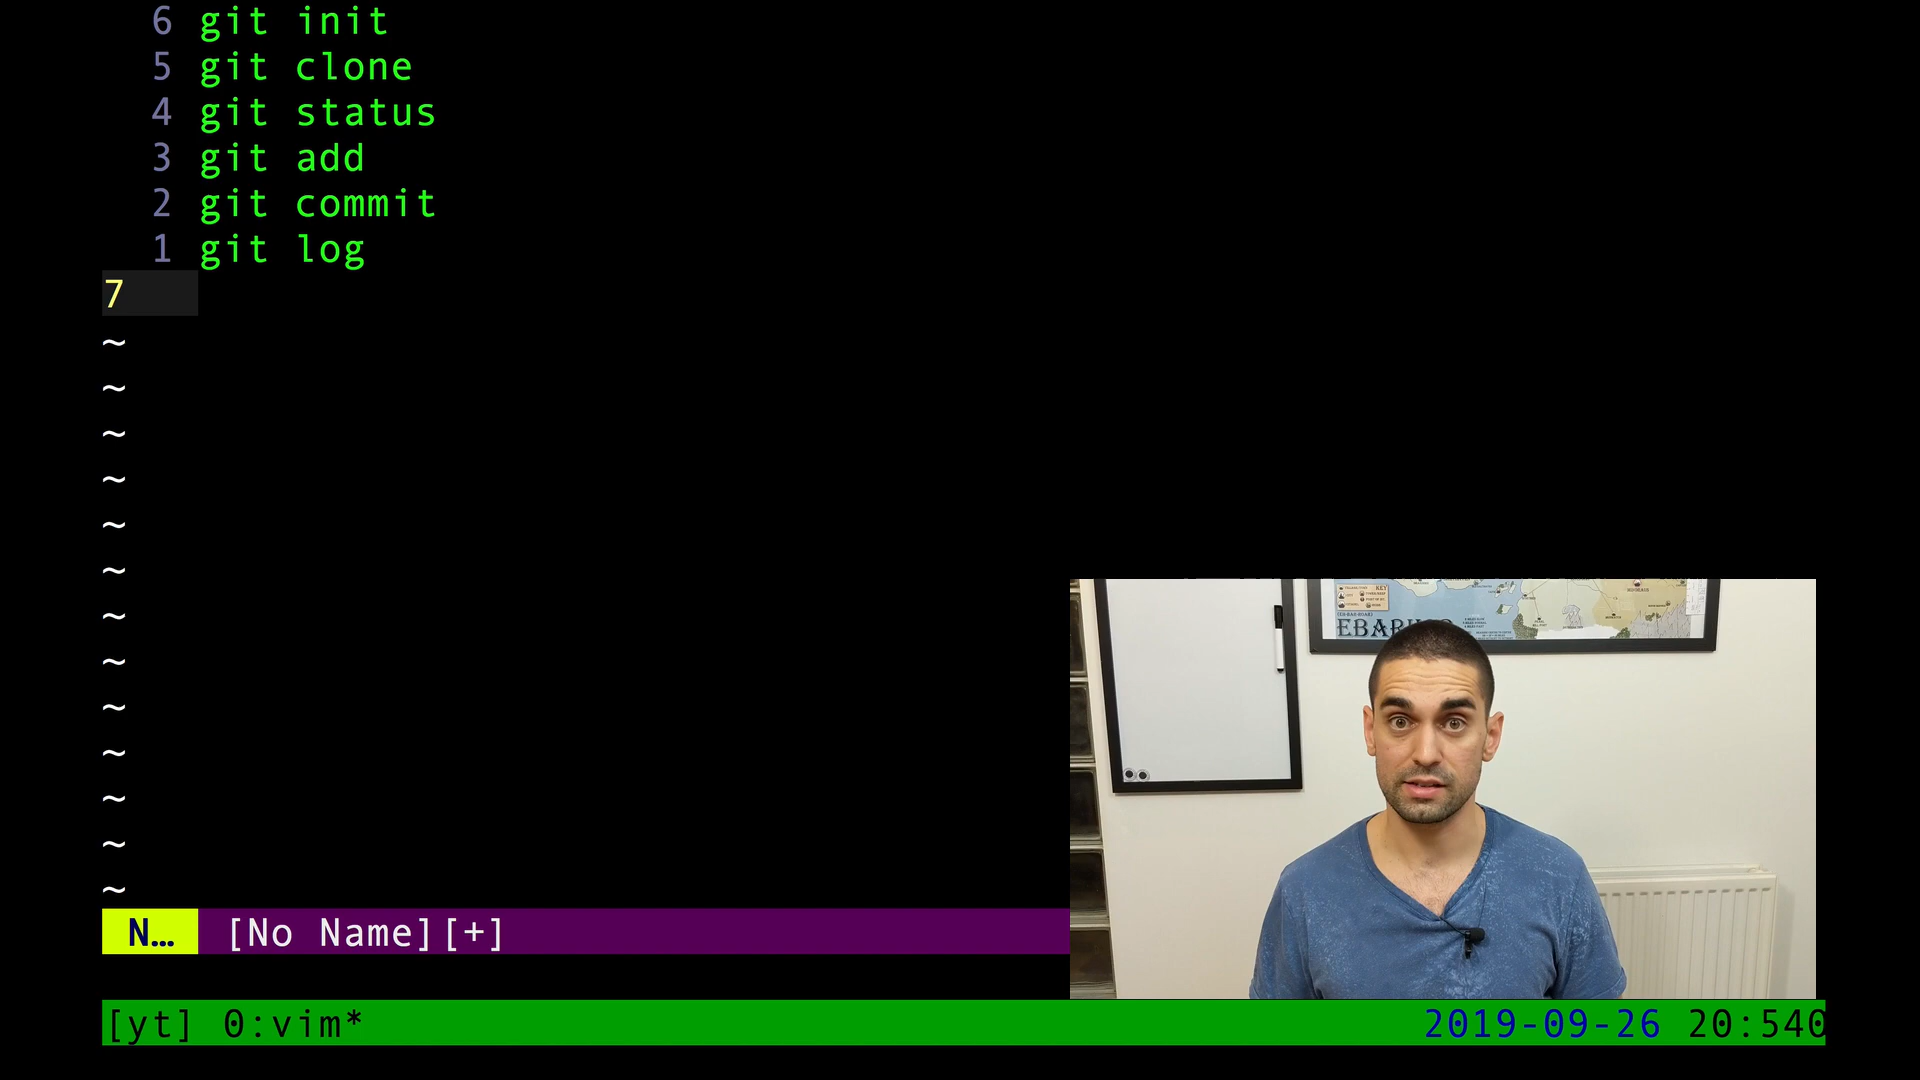 6 git init
5 git clone
4 git status
3 git add
2 git commit
1 git log
7
~
~
~
~
~
~
~
~
~
~
~
~
~
KEY
N… [No Name][+]
[yt] 0:vim* 2019-09-26 20:540